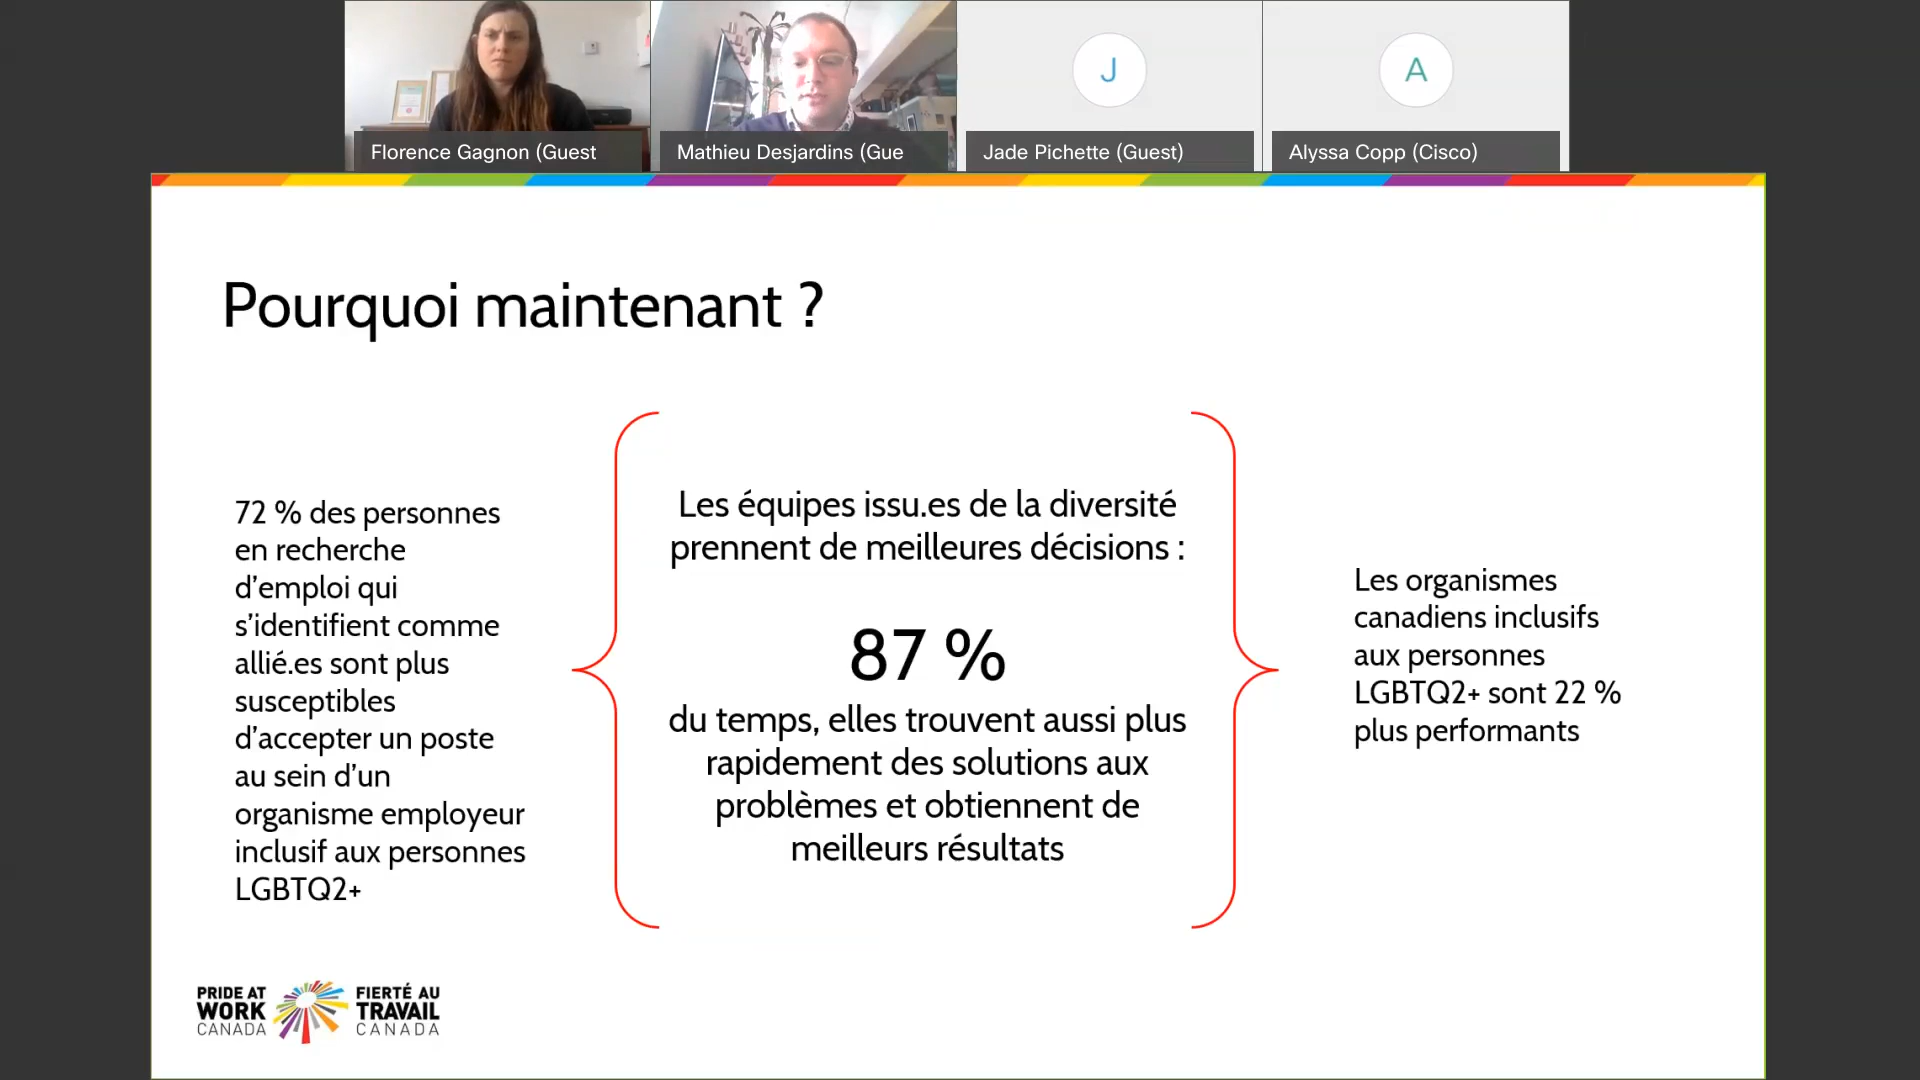 Florence Gagnon (Guest
Mathieu Desjardins (Gue
J
Jade Pichette (Guest)
A
Alyssa Copp (Cisco)
Pourquoi maintenant ?
72 % des personnes
en recherche
d’emploi qui
s’identifient comme
allié.es sont plus
susceptibles
d’accepter un poste
au sein d’un
organisme employeur
inclusif aux personnes
LGBTQ2+
Les équipes issu.es de la diversité
prennent de meilleures décisions :
87 %
du temps, elles trouvent aussi plus
rapidement des solutions aux
problèmes et obtiennent de
meilleurs résultats
Les organismes
canadiens inclusifs
aux personnes
LGBTQ2+ sont 22 %
plus performants
PRIDE AT
WORK
CANADA
FIERTÉ AU
TRAVAIL
CANADA